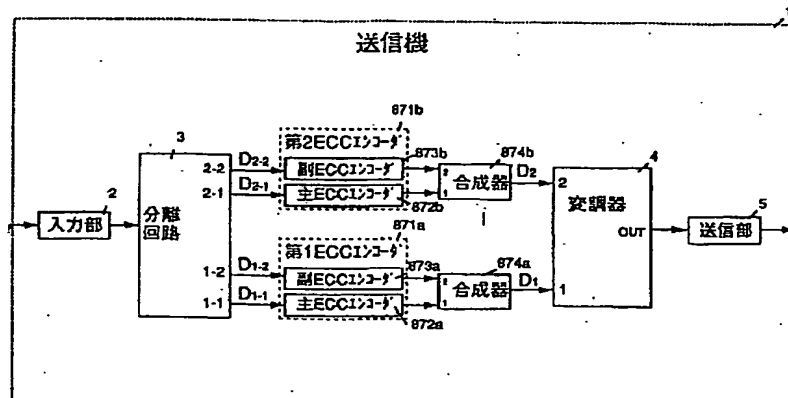 1
送信機
871b
3
第2ECCエンコーダ
873b
874b
4
2-2
D2-2
副ECCエンコーダ
2
合成器
D2
2
2-1
D2-1
主ECCエンコーダ
1
872b
変調器
2
入力部
分離
回路
OUT
5
送信部
871a
第1ECCエンコーダ
873a
874a
1-2
D1-2
副ECCエンコーダ
2
合成器
D1
1
1-1
D1-1
主ECCエンコーダ
1
872a